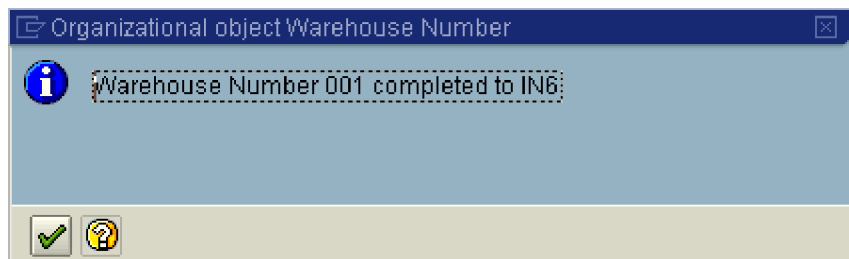 Organizational object Warehouse Number
Warehouse Number 001 completed to IN6